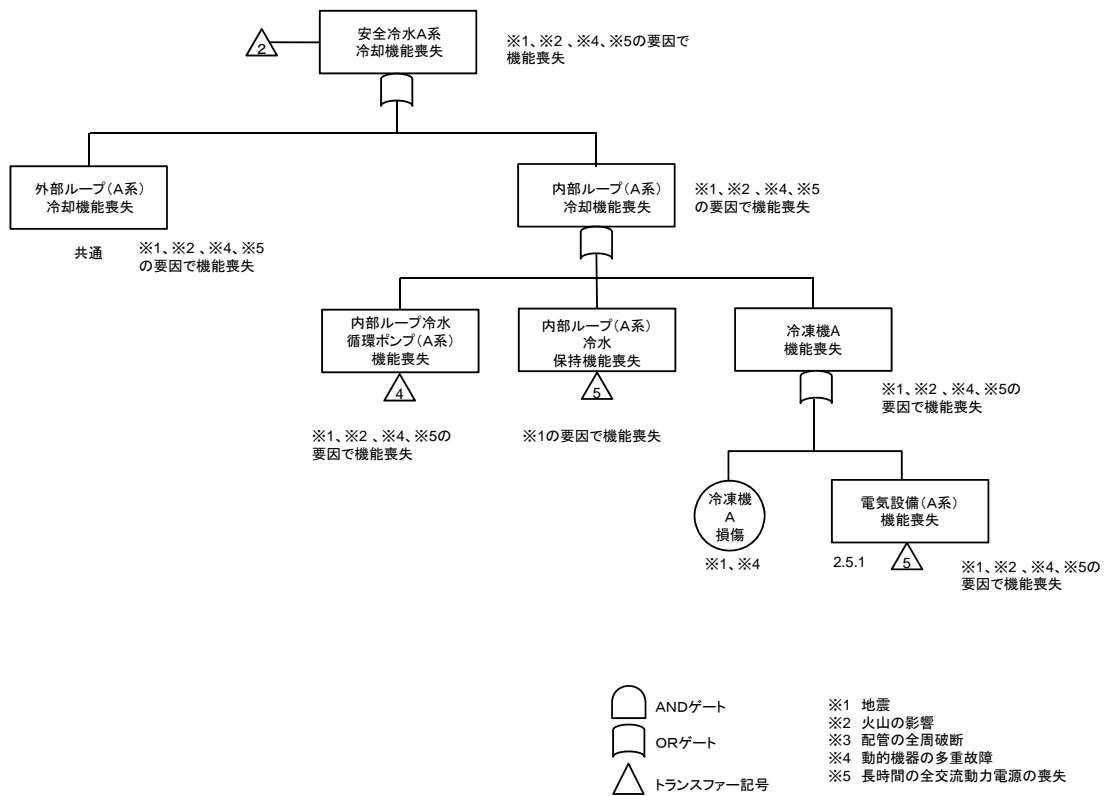 2
安全冷水A系
冷却機能喪失
※1、※2 、※4、※5の要因で
機能喪失
外部ループ(A系)
冷却機能喪失
共通
※1、※2 、※4、※5
の要因で機能喪失
内部ループ(A系)
冷却機能喪失
※1、※2 、※4、※5
の要因で機能喪失
内部ループ冷水
循環ポンプ(A系)
機能喪失
4
※1、※2 、※4、※5の
要因で機能喪失
内部ループ(A系)
冷水
保持機能喪失
5
※1の要因で機能喪失
冷凍機A
機能喪失
※1、※2 、※4、※5の
要因で機能喪失
冷凍機
A
損傷
※1、※4
電気設備(A系)
機能喪失
2.5.1
5
※1、※2 、※4、※5の
要因で機能喪失
ANDゲート
ORゲート
トランスファー記号
※1 地震
※2 火山の影響
※3 配管の全周破断
※4 動的機器の多重故障
※5 長時間の全交流動力電源の喪失